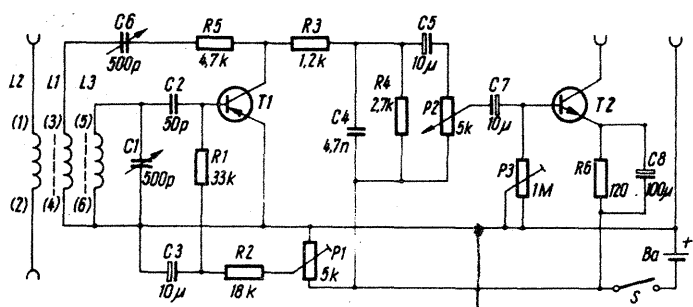 C6
500p
R5
4,7k
R3
1,2k
C5
10μ
L2 L1 L3
C2
50p
T1
R4
2,7k
P2
5k
C7
10μ
T2
(1) (3) (5)
C1
500p
R1
33k
C4
4,7n
P3
1M
R6
120
C8
100μ
(2) (4) (6)
C3
10μ
R2
18k
P1
5k
Ba
+
S